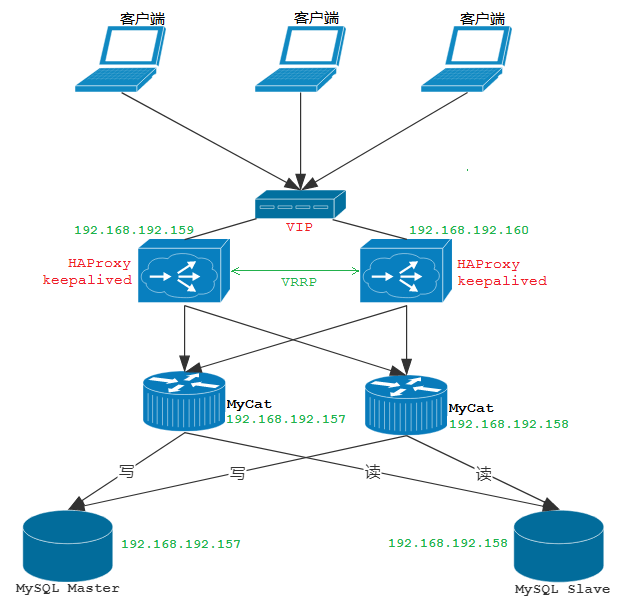 客户端
客户端
客户端
VIP
192.168.192.159
192.168.192.160
HAProxy
keepalived
VRRP
HAProxy
keepalived
MyCat
192.168.192.157
MyCat
192.168.192.158
写
写
读
读
192.168.192.157
192.168.192.158
MySQL Master
MySQL Slave